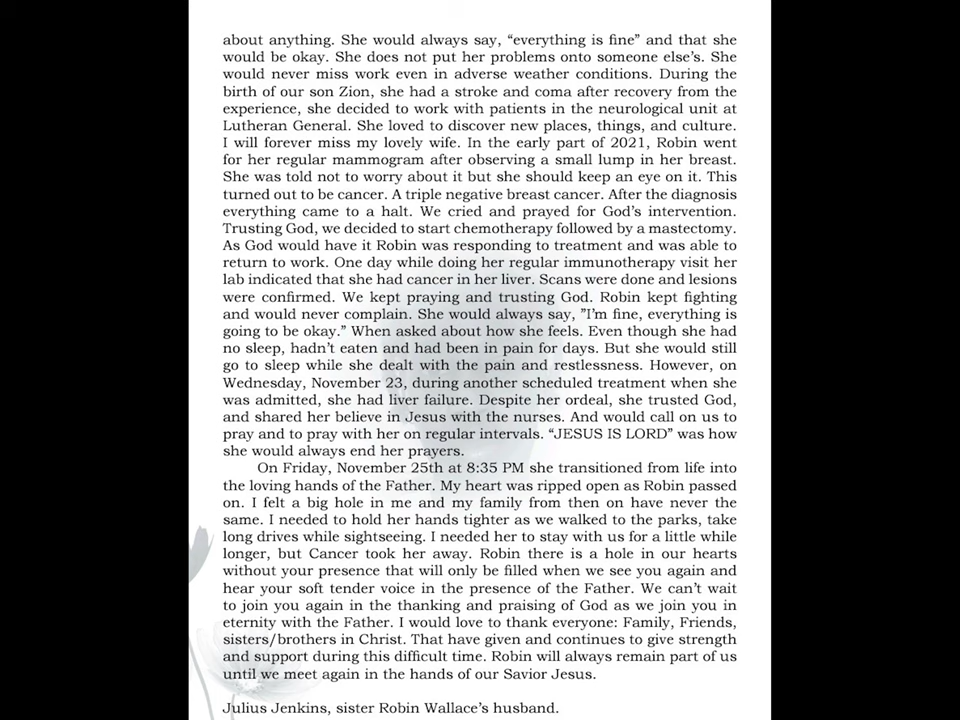 about anything. She would always say, “everything is fine” and that she
would be okay. She does not put her problems onto someone else’s. She
would never miss work even in adverse weather conditions. During the
birth of our son Zion, she had a stroke and coma after recovery from the
experience, she decided to work with patients in the neurological unit at
Lutheran General. She loved to discover new places, things, and culture.
I will forever miss my lovely wife. In the early part of 2021, Robin went
for her regular mammogram after observing a small lump in her breast.
She was told not to worry about it but she should keep an eye on it. This
turned out to be cancer. A triple negative breast cancer. After the diagnosis
everything came to a halt. We cried and prayed for God’s intervention.
Trusting God, we decided to start chemotherapy followed by a mastectomy.
As God would have it Robin was responding to treatment and was able to
return to work. One day while doing her regular immunotherapy visit her
lab indicated that she had cancer in her liver. Scans were done and lesions
were confirmed. We kept praying and trusting God. Robin kept fighting
and would never complain. She would always say, ”I’m fine, everything is
going to be okay.” When asked about how she feels. Even though she had
no sleep, hadn’t eaten and had been in pain for days. But she would still
go to sleep while she dealt with the pain and restlessness. However, on
Wednesday, November 23, during another scheduled treatment when she
was admitted, she had liver failure. Despite her ordeal, she trusted God,
and shared her believe in Jesus with the nurses. And would call on us to
pray and to pray with her on regular intervals. “JESUS IS LORD” was how
she would always end her prayers.
On Friday, November 25th at 8:35 PM she transitioned from life into
the loving hands of the Father. My heart was ripped open as Robin passed
on. I felt a big hole in me and my family from then on have never the
same. I needed to hold her hands tighter as we walked to the parks, take
long drives while sightseeing. I needed her to stay with us for a little while
longer, but Cancer took her away. Robin there is a hole in our hearts
without your presence that will only be filled when we see you again and
hear your soft tender voice in the presence of the Father. We can’t wait
to join you again in the thanking and praising of God as we join you in
eternity with the Father. I would love to thank everyone: Family, Friends,
sisters/brothers in Christ. That have given and continues to give strength
and support during this difficult time. Robin will always remain part of us
until we meet again in the hands of our Savior Jesus.
Julius Jenkins, sister Robin Wallace’s husband.